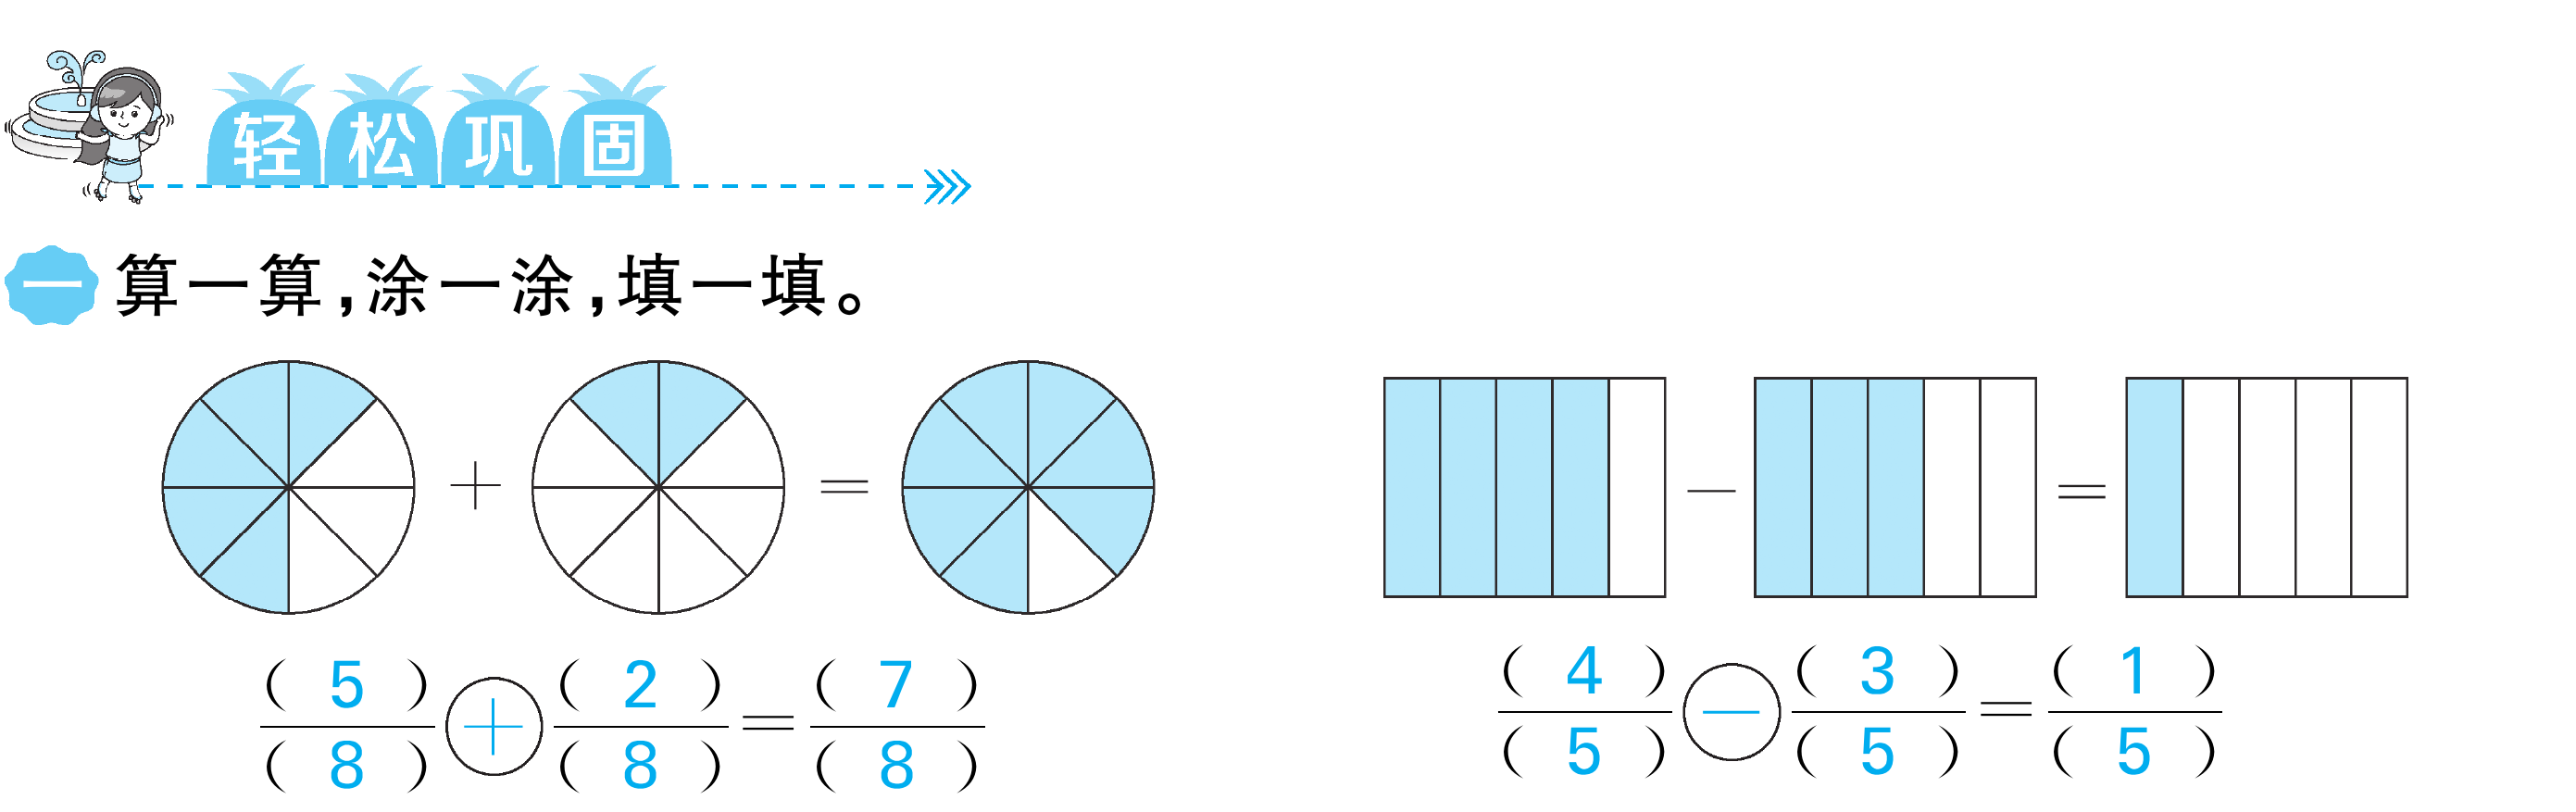 轻松巩固
一 算一算,涂一涂,填一填。
+ = − =
( 5 ) ( 2 ) ( 7 ) ( 4 ) ( 3 ) ( 1 )
+ = − =
( 8 ) ( 8 ) ( 8 ) ( 5 ) ( 5 ) ( 5 )